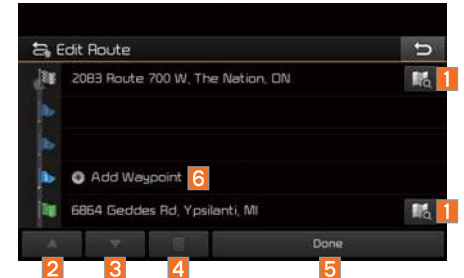 Edit Route
2083 Route 700 W, The Nation, ON
1
Add Waypoint 6
6864 Geddes Rd, Ypsilanti, MI
1
Done
2 3 4 5